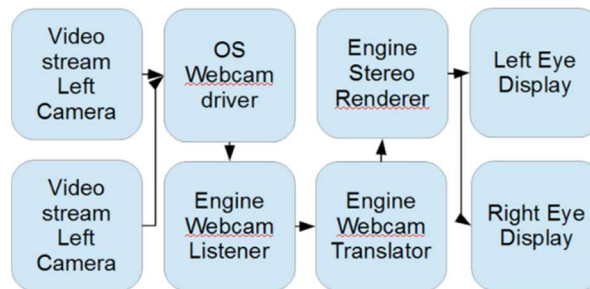 Video
stream
Left
Camera
OS
Webcam
driver
Engine
Stereo
Renderer
Left Eye
Display
Video
stream
Left
Camera
Engine
Webcam
Listener
Engine
Webcam
Translator
Right Eye
Display